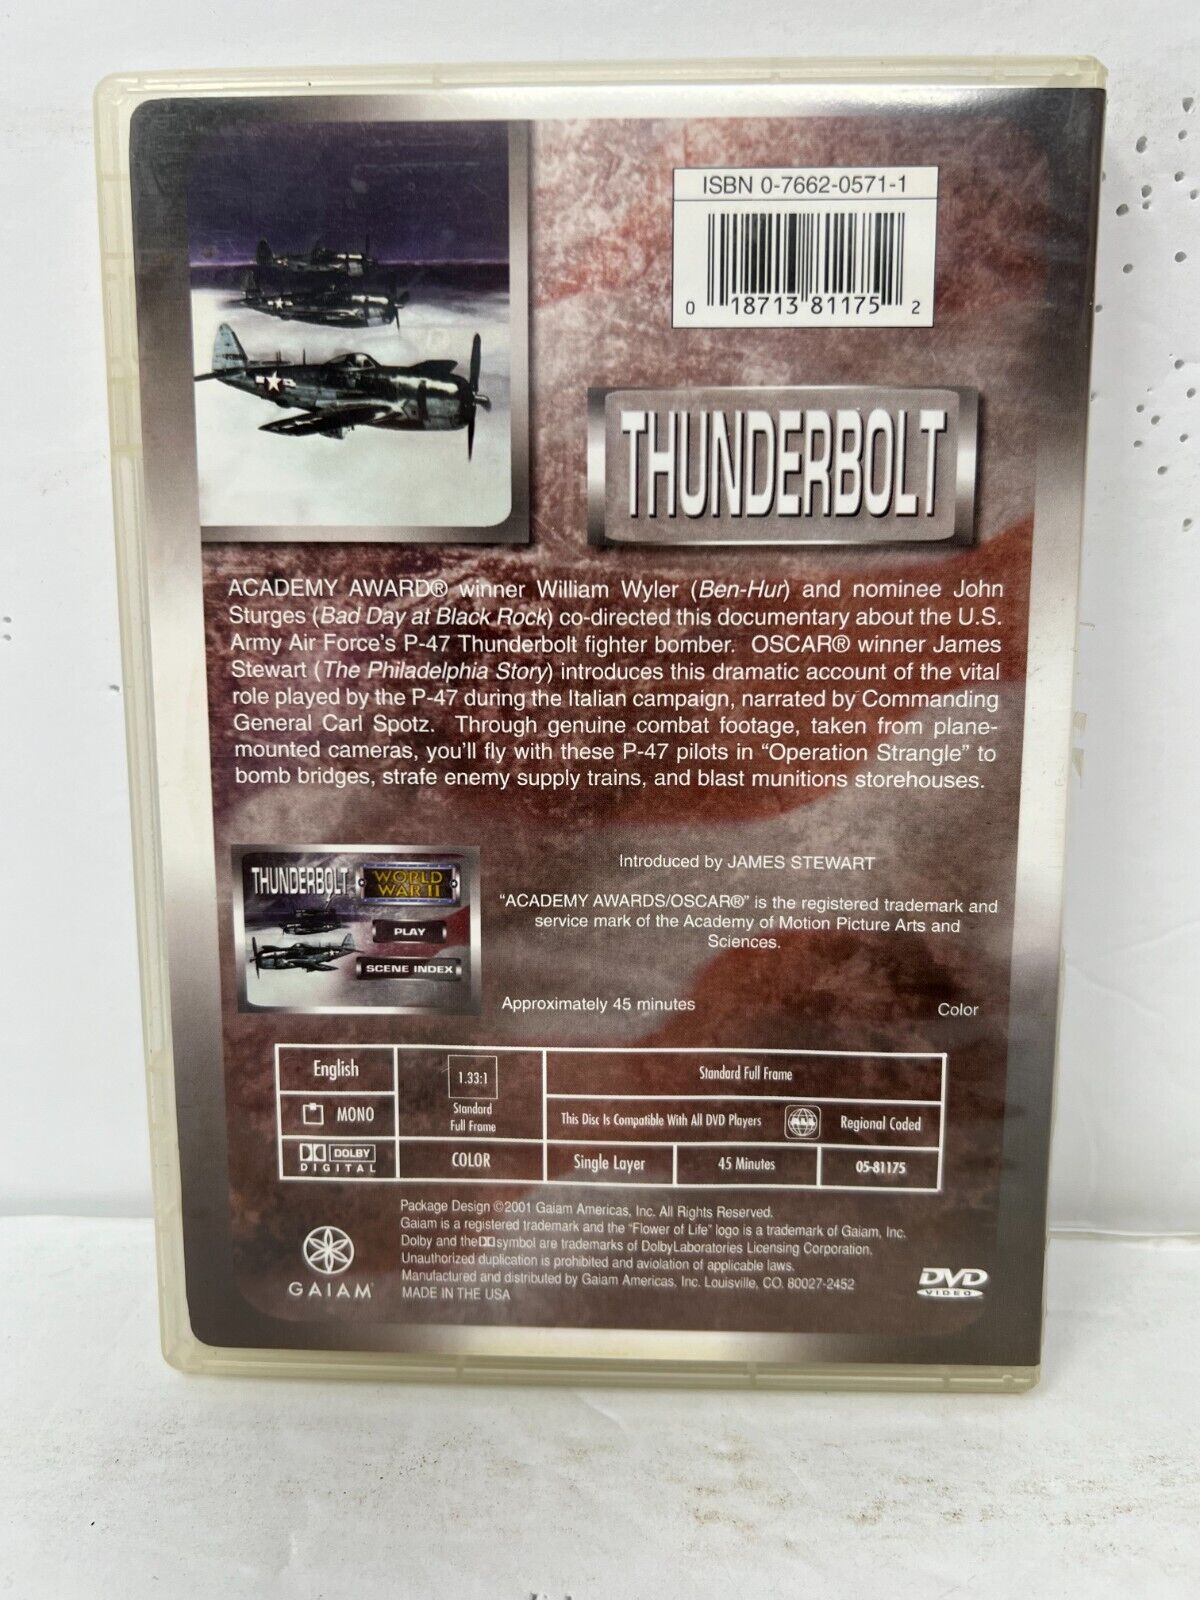 ISBN 0-7662-0571-1
0 18713 81175 2
THUNDERBOLT
ACADEMY AWARD® winner William Wyler (Ben-Hur) and nominee John
Sturges (Bad Day at Black Rock) co-directed this documentary about the U.S.
Army Air Force's P-47 Thunderbolt fighter bomber. OSCAR® winner James
Stewart (The Philadelphia Story) introduces this dramatic account of the vital
role played by the P-47 during the Italian campaign, narrated by Commanding
General Carl Spotz. Through genuine combat footage, taken from plane-
mounted cameras, you'll fly with these P-47 pilots in "Operation Strangle" to
bomb bridges, strafe enemy supply trains, and blast munitions storehouses.
THUNDERBOLT
WORLD
WAR II
PLAY
SCENE INDEX
Introduced by JAMES STEWART
"ACADEMY AWARDS/OSCAR®" is the registered trademark and
service mark of the Academy of Motion Picture Arts and
Sciences.
Approximately 45 minutes
Color
English
MONO
DOLBY
DIGITAL
1.33:1
Standard
Full Frame
COLOR
Standard Full Frame
This Disc Is Compatible With All DVD Players
ALL
Regional Coded
Single Layer
45 Minutes
05-81175
GAIAM
Package Design ©2001 Gaiam Americas, Inc. All Rights Reserved.
Gaiam is a registered trademark and the "Flower of Life" logo is a trademark of Gaiam, Inc.
Dolby and the DD symbol are trademarks of DolbyLaboratories Licensing Corporation.
Unauthorized duplication is prohibited and aviolation of applicable laws.
Manufactured and distributed by Gaiam Americas, Inc. Louisville, CO. 80027-2452
MADE IN THE USA
DVD
VIDEO